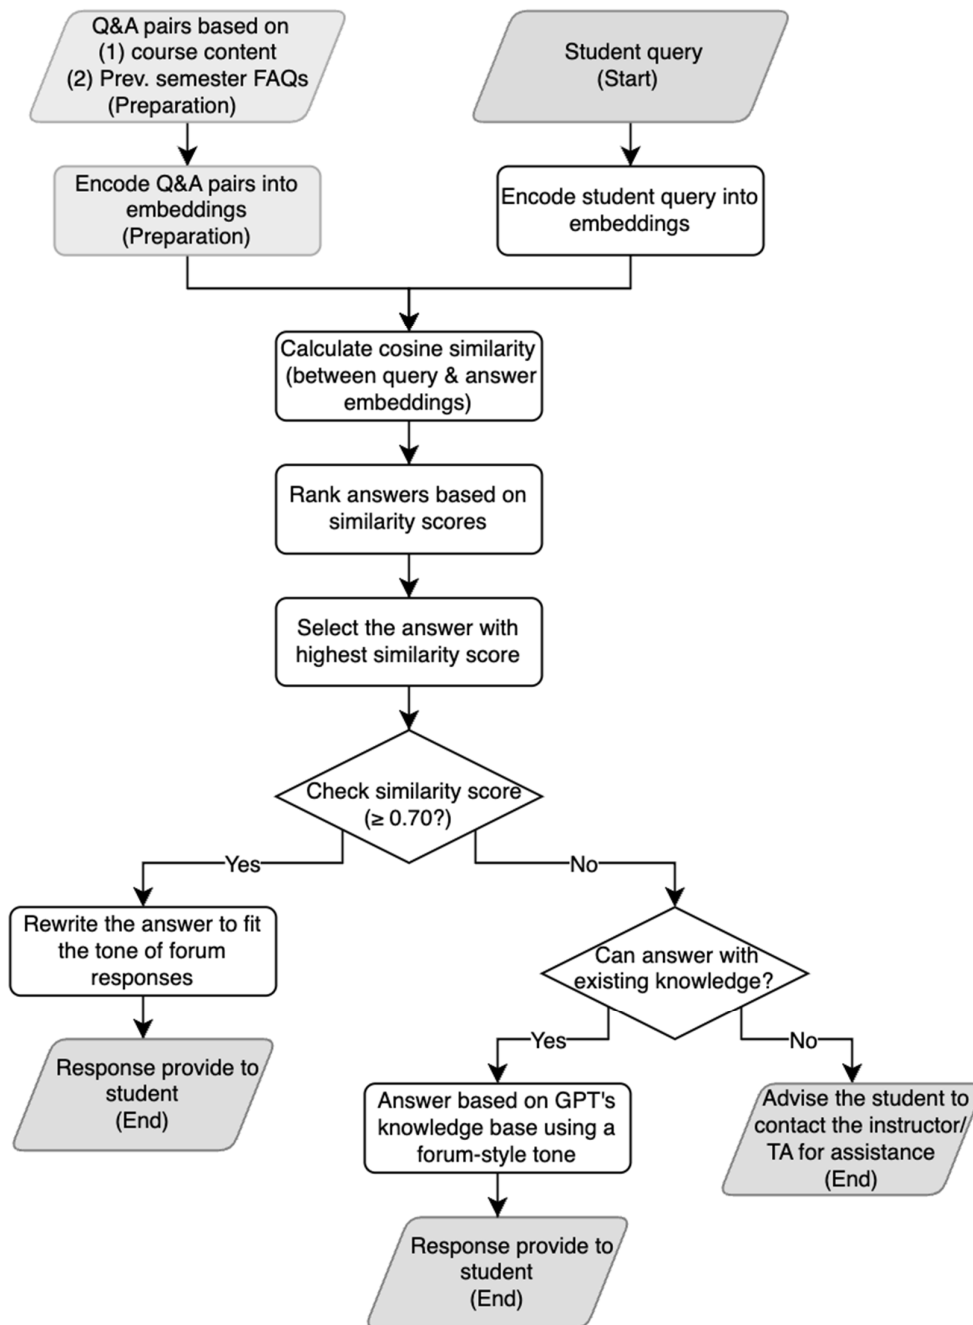 Q&A pairs based on
(1) course content
(2) Prev. semester FAQs
(Preparation)
Student query
(Start)
Encode Q&A pairs into
embeddings
(Preparation)
Encode student query into
embeddings
Calculate cosine similarity
(between query & answer
embeddings)
Rank answers based on
similarity scores
Select the answer with
highest similarity score
Check similarity score
(≥ 0.70?)
Yes
No
Rewrite the answer to fit
the tone of forum
responses
Can answer with
existing knowledge?
Response provide to
student
(End)
Yes
No
Answer based on GPT's
knowledge base using a
forum-style tone
Advise the student to
contact the instructor/
TA for assistance
(End)
Response provide to
student
(End)